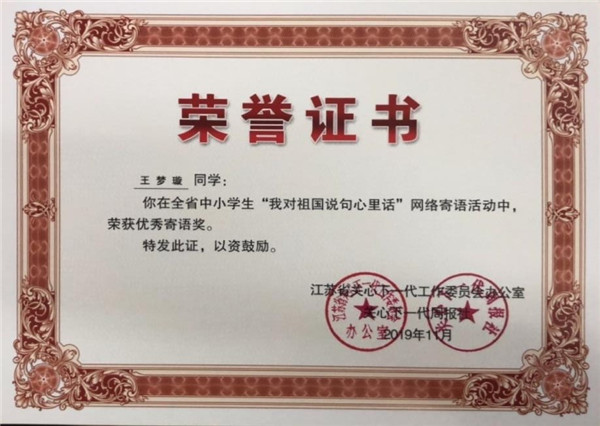 荣誉证书
王梦璇 同学：
你在全省中小学生“我对祖国说句心里话”网络寄语活动中，
荣获优秀寄语奖。
特发此证，以资鼓励。
江苏省关心下一代工作委员会办公室
关心下一代周报社
2019年11月
办公室